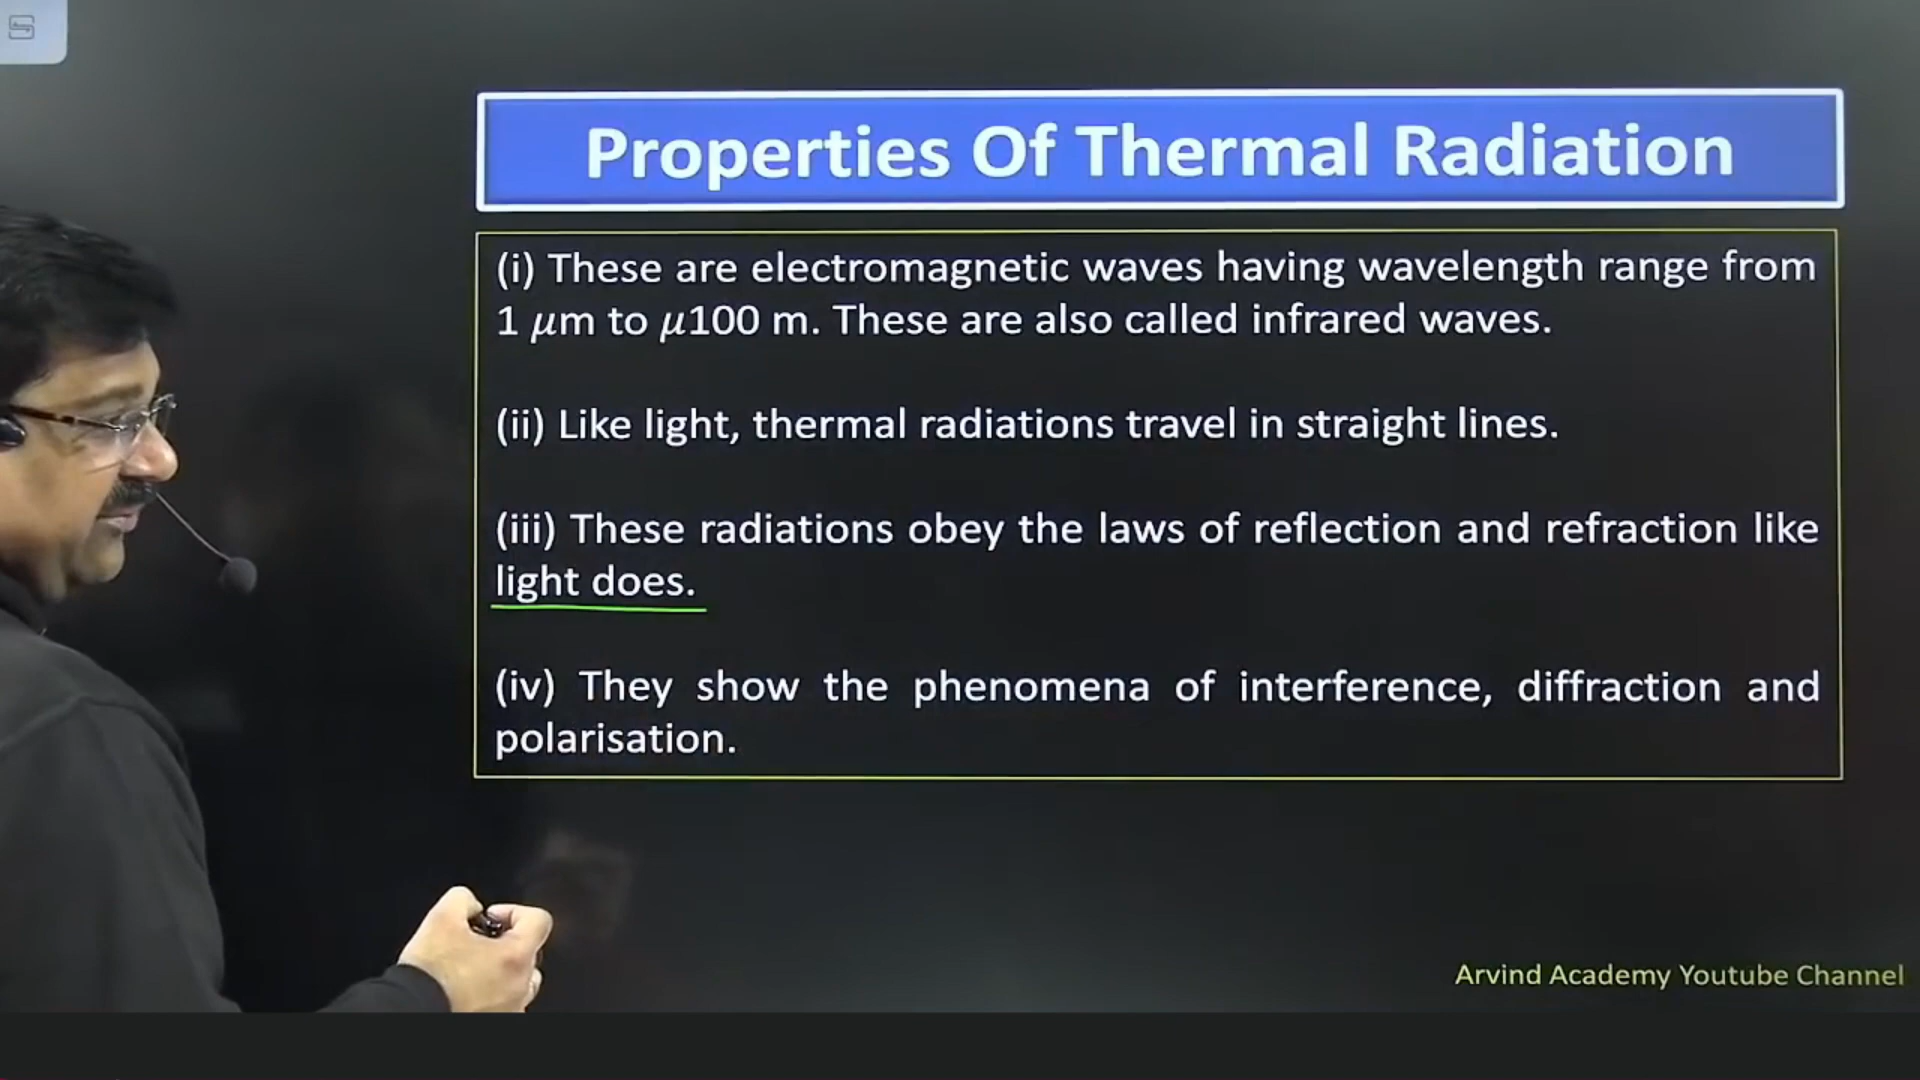 Properties Of Thermal Radiation
(i) These are electromagnetic waves having wavelength range from
1 μm to μ100 m. These are also called infrared waves.
(ii) Like light, thermal radiations travel in straight lines.
(iii) These radiations obey the laws of reflection and refraction like
light does.
(iv) They show the phenomena of interference, diffraction and
polarisation.
Arvind Academy Youtube Channel